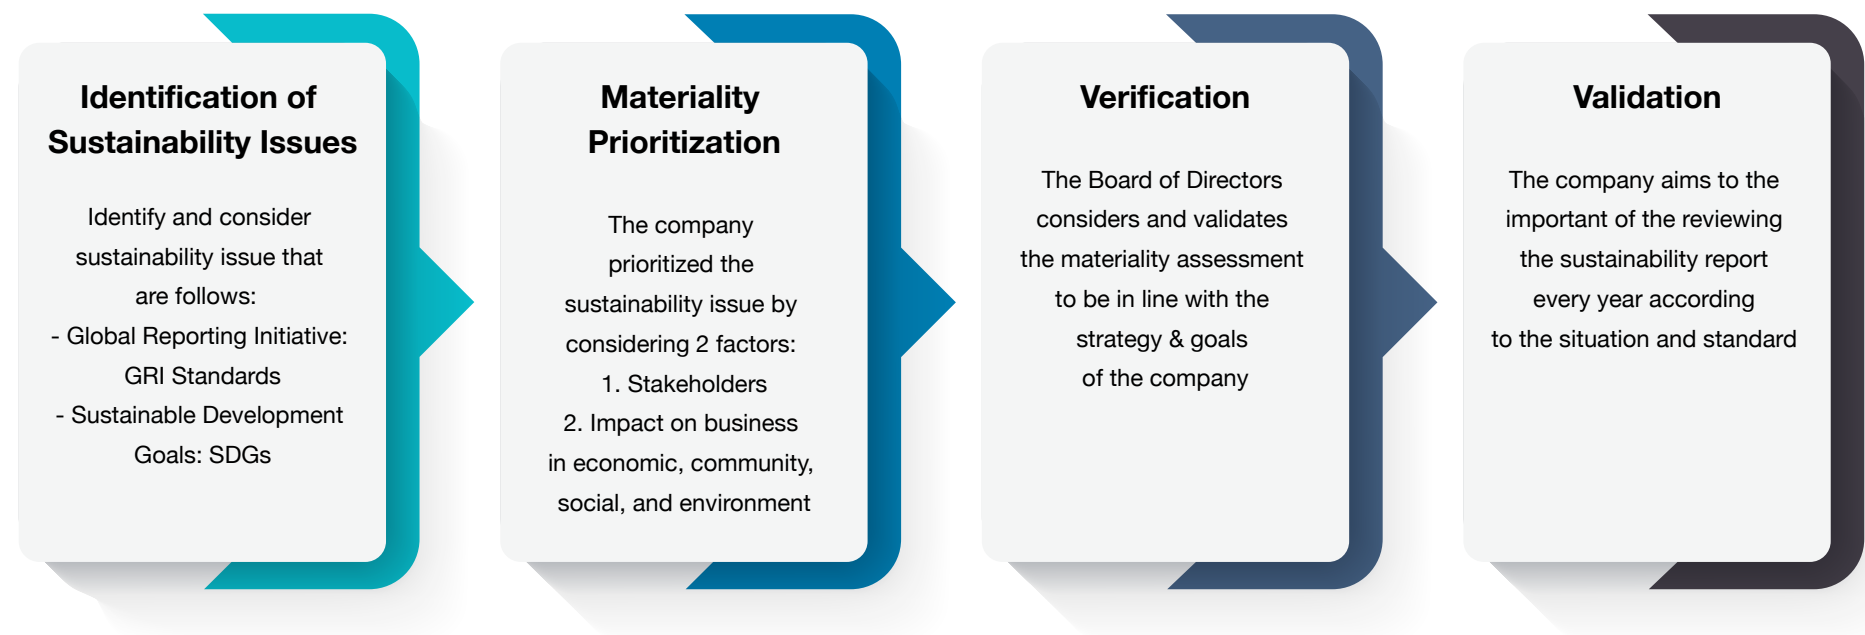 Identification of
Sustainability Issues
Identify and consider
sustainability issue that
are follows:
- Global Reporting Initiative:
GRI Standards
- Sustainable Development
Goals: SDGs
Materiality
Prioritization
The company
prioritized the
sustainability issue by
considering 2 factors:
1. Stakeholders
2. Impact on business
in economic, community,
social, and environment
Verification
The Board of Directors
considers and validates
the materiality assessment
to be in line with the
strategy & goals
of the company
Validation
The company aims to the
important of the reviewing
the sustainability report
every year according
to the situation and standard